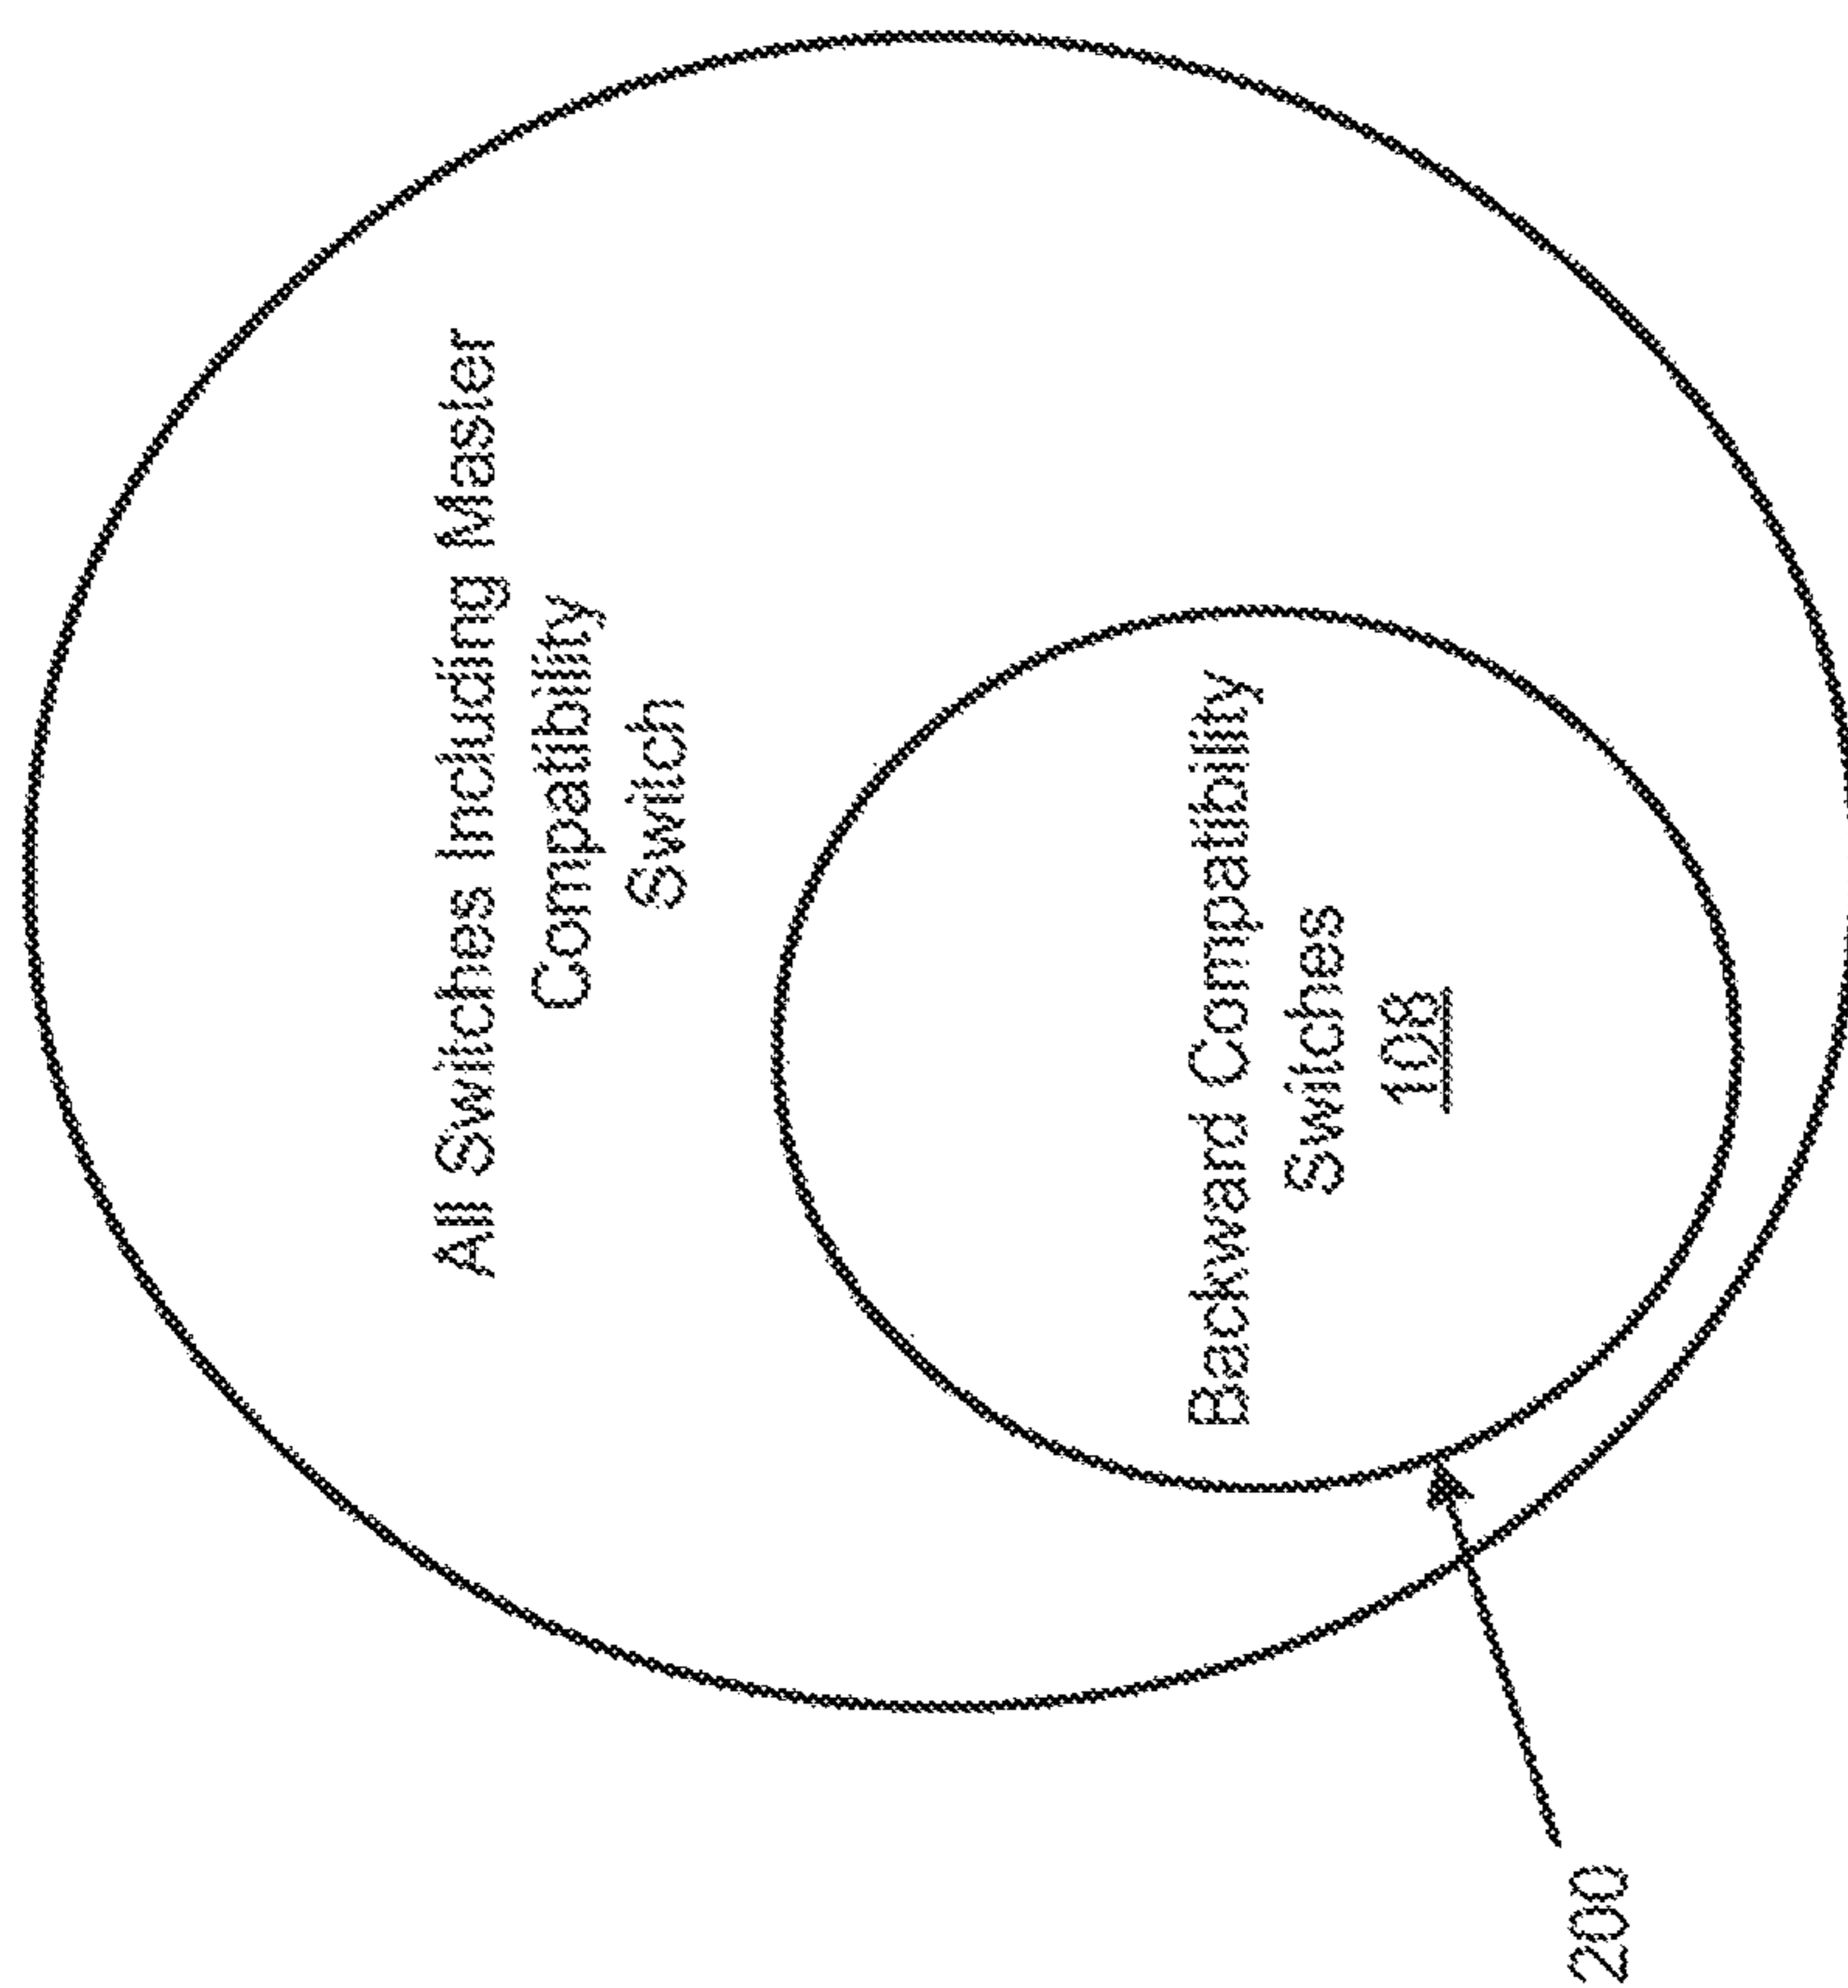 All Switches Including Master
Compatibility
Switch
Backward Compatibility
Switches
108
200